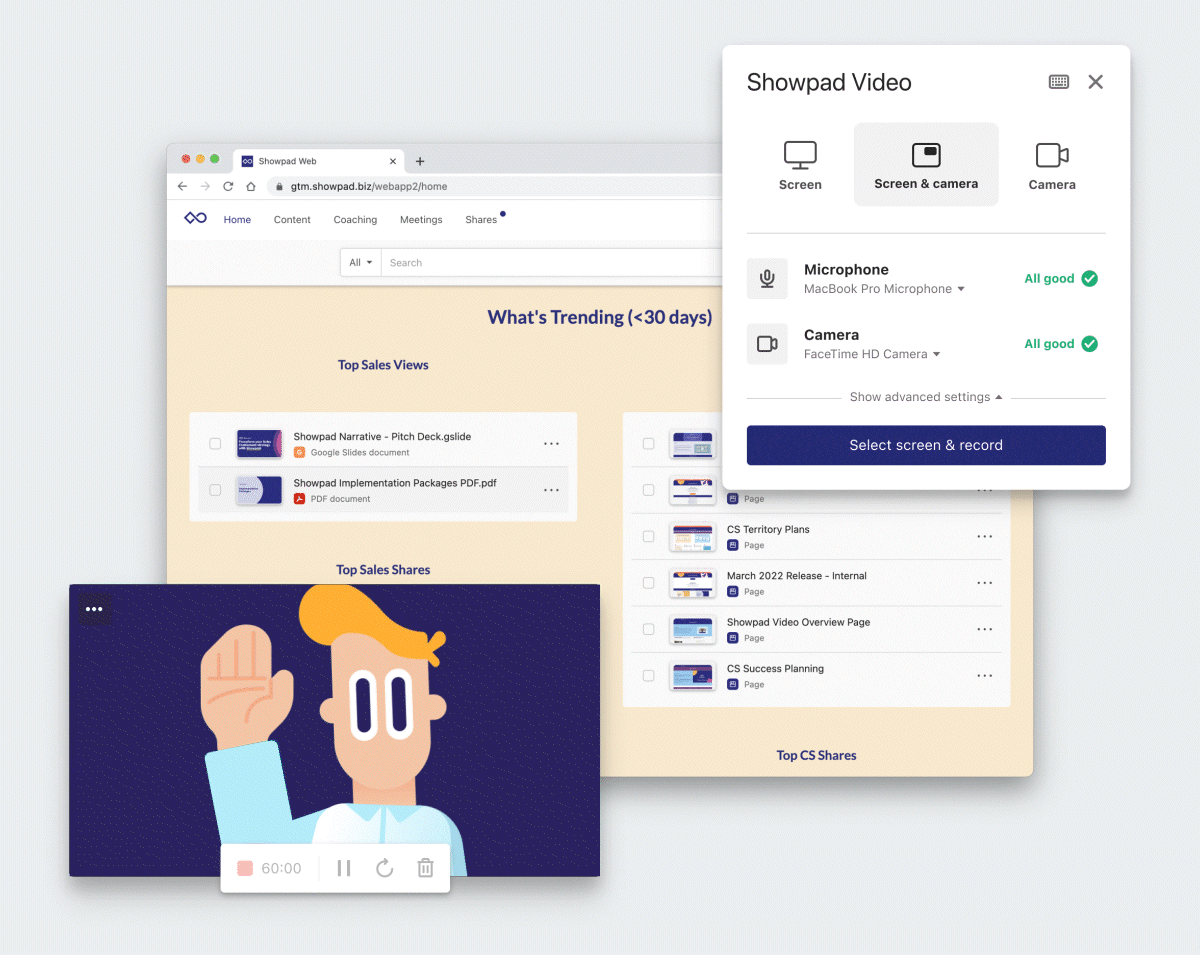 Showpad Video
Screen
Screen & camera
Camera
Microphone
MacBook Pro Microphone
All good
Camera
FaceTime HD Camera
All good
Show advanced settings
Select screen & record
Showpad Web
gtm.showpad.biz/webapp2/home
Home Content Coaching Meetings Shares
All Search
What's Trending (<30 days)
Top Sales Views
Showpad Narrative - Pitch Deck.gslide
Google Slides document
Showpad Implementation Packages PDF.pdf
PDF document
Top Sales Shares
Page
CS Territory Plans
Page
March 2022 Release - Internal
Page
Showpad Video Overview Page
Page
CS Success Planning
Page
Top CS Shares
60:00